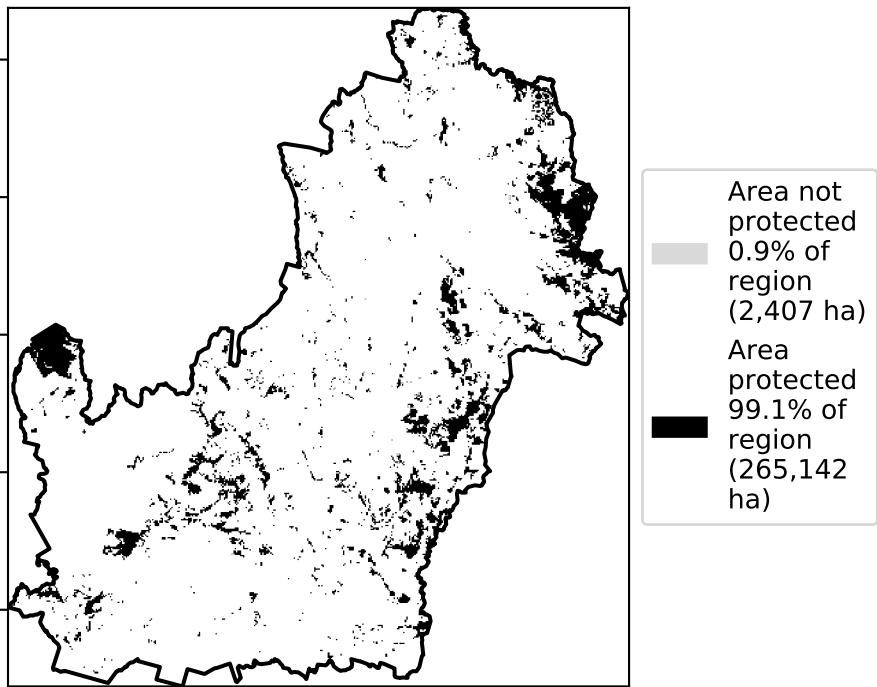 Area not
protected
0.9% of
region
(2,407 ha)
Area
protected
99.1% of
region
(265,142
ha)